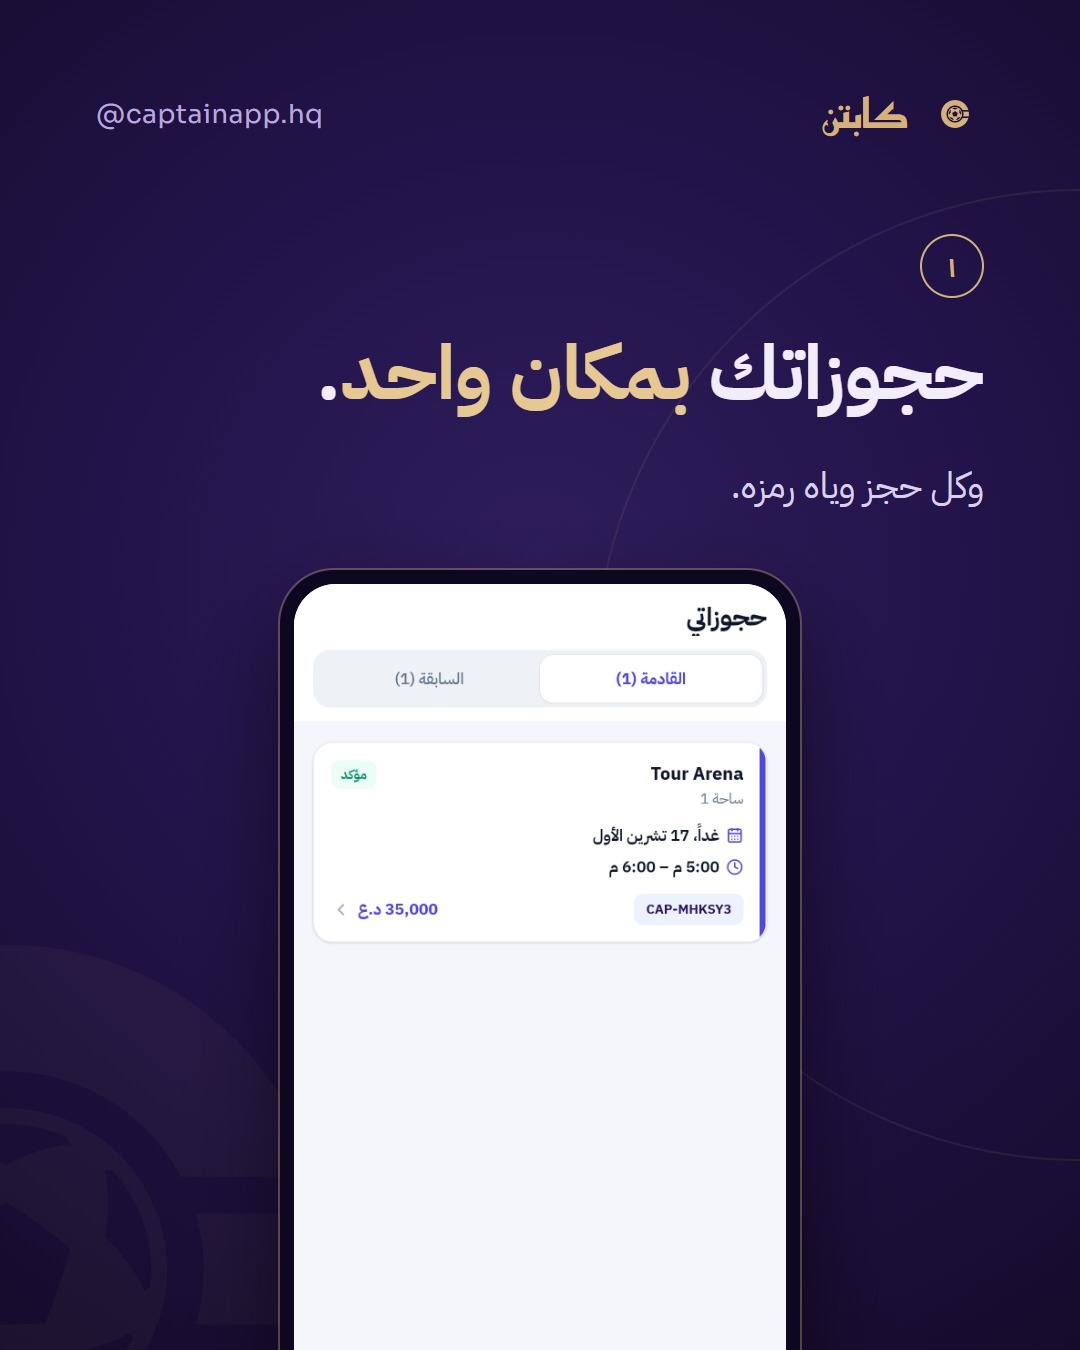 كابتن
@captainapp.hq
١
حجوزاتك بمكان واحد.
وكل حجز وياه رمزه.
حجوزاتي
القادمة (1)
السابقة (1)
Tour Arena
مؤكد
ساحة 1
غداً، 17 تشرين الأول
5:00 م – 6:00 م
CAP-MHKSY3
35,000 د.ع